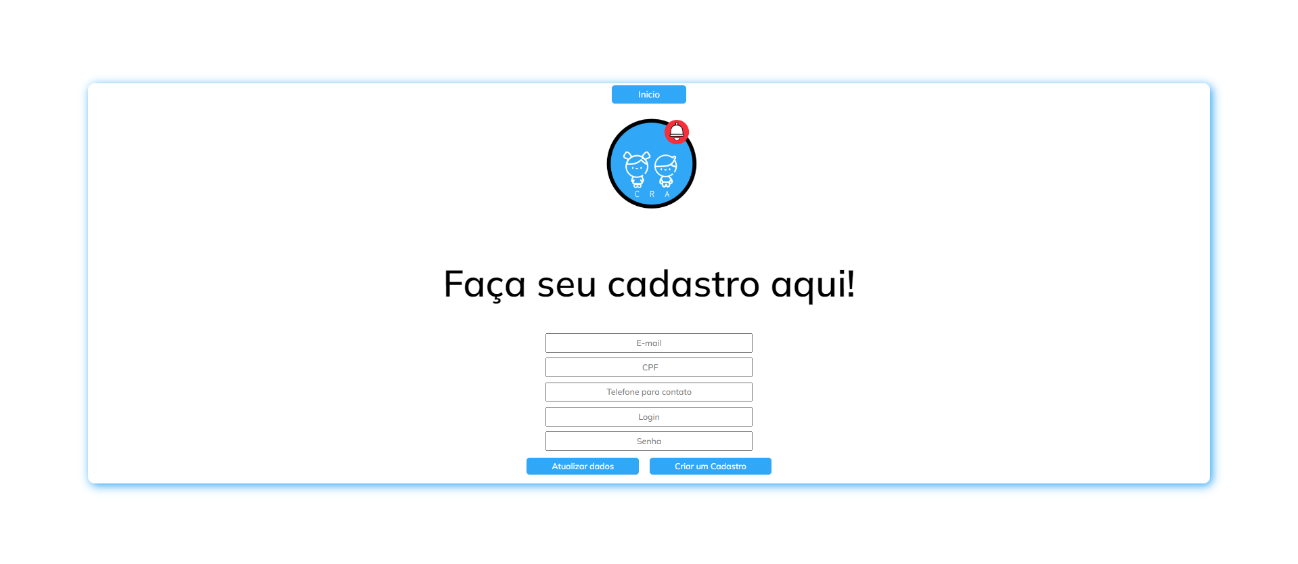 Inicio
C R A
Faça seu cadastro aqui!
E-mail
CPF
Telefone para contato
Login
Senha
Atualizar dados
Criar um Cadastro